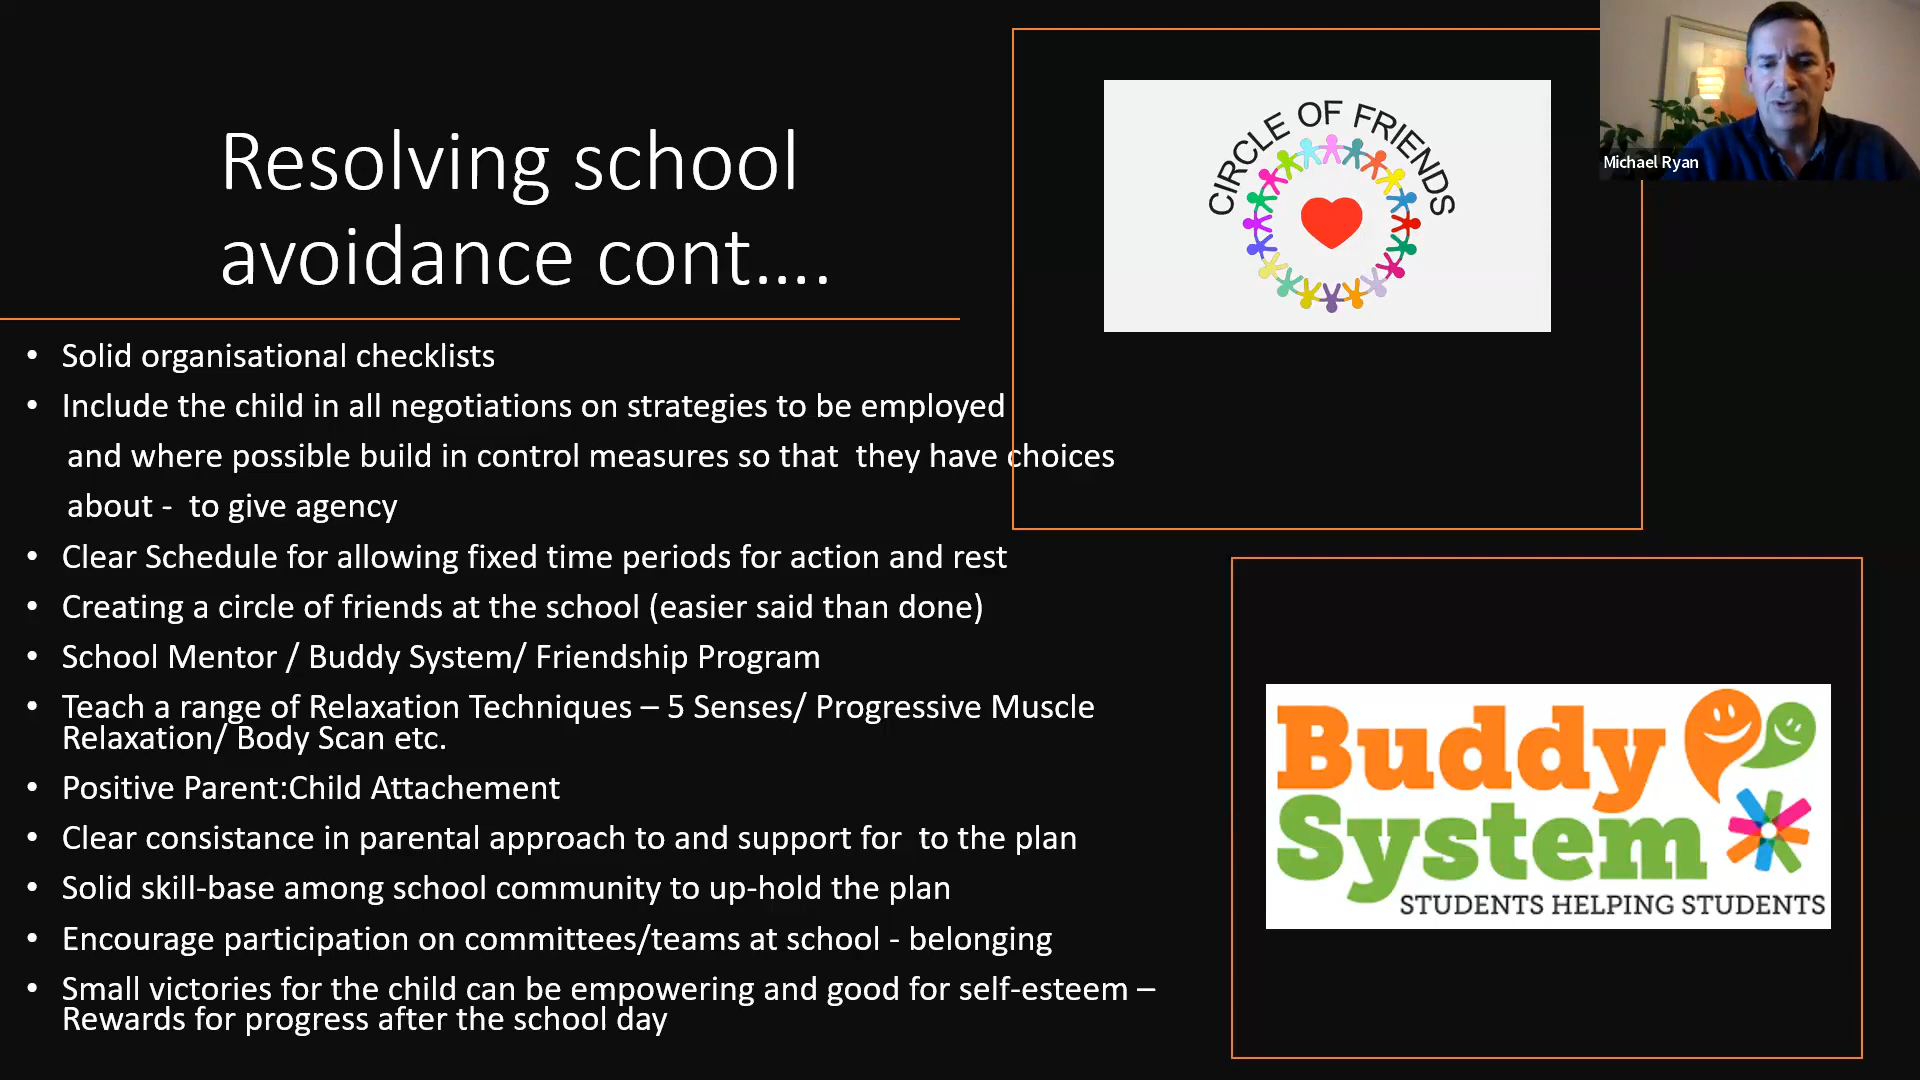 Resolving school
avoidance cont....
• Solid organisational checklists
• Include the child in all negotiations on strategies to be employed
and where possible build in control measures so that  they have choices
about -  to give agency
• Clear Schedule for allowing fixed time periods for action and rest
• Creating a circle of friends at the school (easier said than done)
• School Mentor / Buddy System/ Friendship Program
• Teach a range of Relaxation Techniques – 5 Senses/ Progressive Muscle
Relaxation/ Body Scan etc.
• Positive Parent:Child Attachement
• Clear consistance in parental approach to and support for  to the plan
• Solid skill-base among school community to up-hold the plan
• Encourage participation on committees/teams at school - belonging
• Small victories for the child can be empowering and good for self-esteem –
Rewards for progress after the school day
CIRCLE OF FRIENDS
Michael Ryan
Buddy
System
STUDENTS HELPING STUDENTS